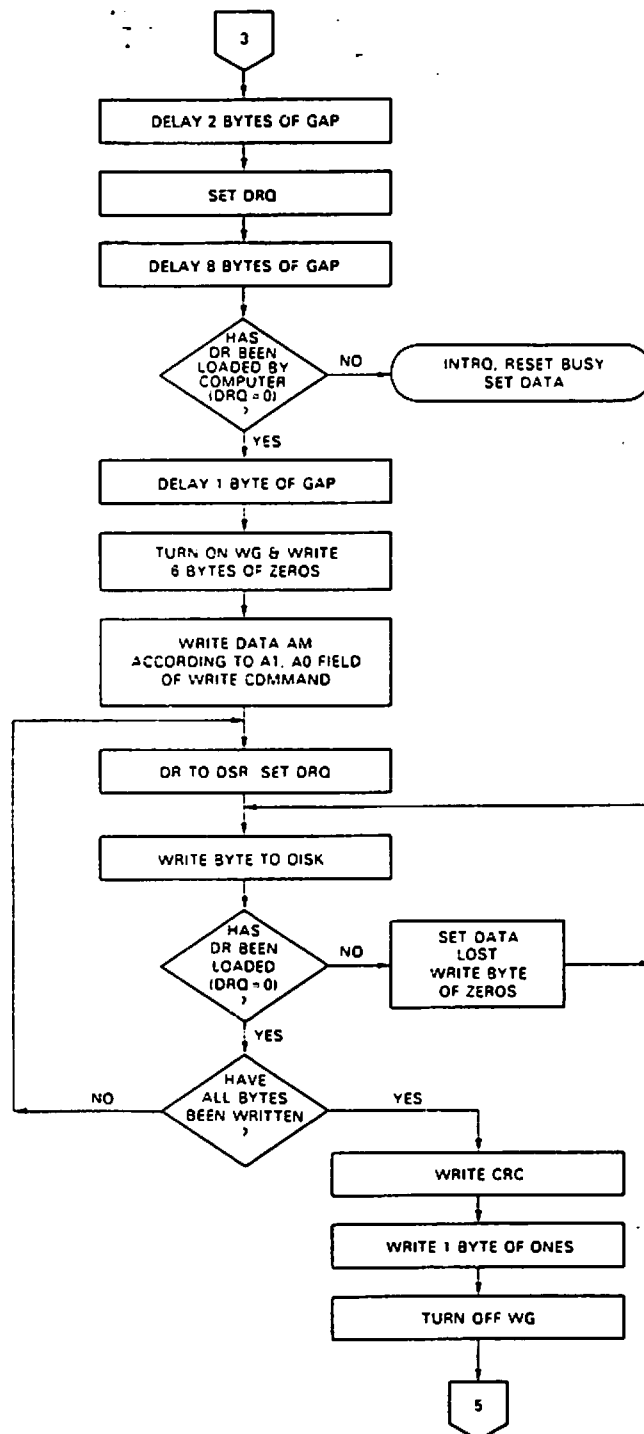 3
DELAY 2 BYTES OF GAP
SET DRQ
DELAY 8 BYTES OF GAP
HAS
DR BEEN
LOADED BY
COMPUTER
(DRQ = 0)
?
NO
INTRQ, RESET BUSY
SET DATA
YES
DELAY 1 BYTE OF GAP
TURN ON WG & WRITE
6 BYTES OF ZEROS
WRITE DATA AM
ACCORDING TO A1, A0 FIELD
OF WRITE COMMAND
DR TO DSR SET DRQ
WRITE BYTE TO DISK
HAS
DR BEEN
LOADED
(DRQ = 0)
?
NO
SET DATA
LOST
WRITE BYTE
OF ZEROS
YES
HAVE
ALL BYTES
BEEN WRITTEN
?
NO
YES
WRITE CRC
WRITE 1 BYTE OF ONES
TURN OFF WG
5